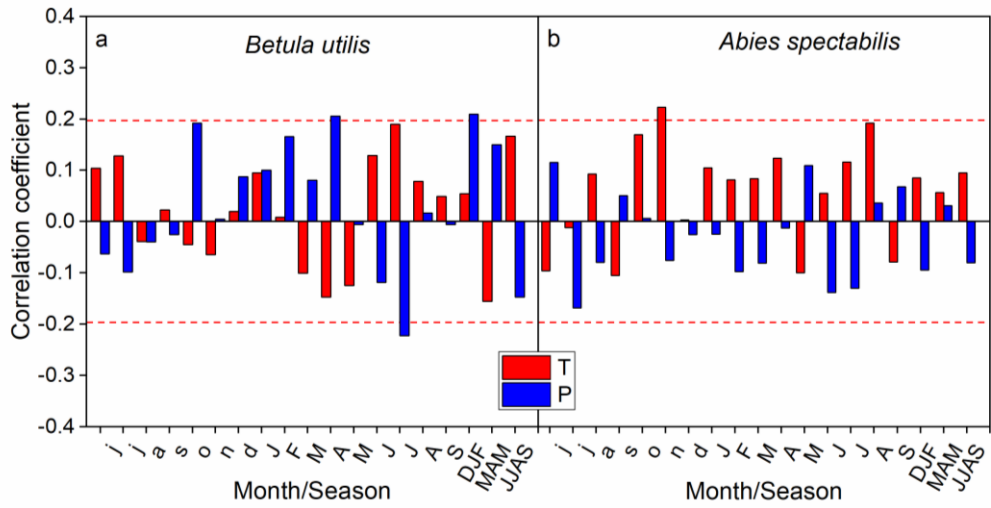 a
Betula utilis
b
Abies spectabilis
0.4
0.3
0.2
0.1
0.0
-0.1
-0.2
-0.3
-0.4
Correlation coefficient
T
P
j j a s o n d J F M A M J J A S DJF MAM JJAS
j j a s o n d J F M A M J J A S DJF MAM JJAS
Month/Season
Month/Season